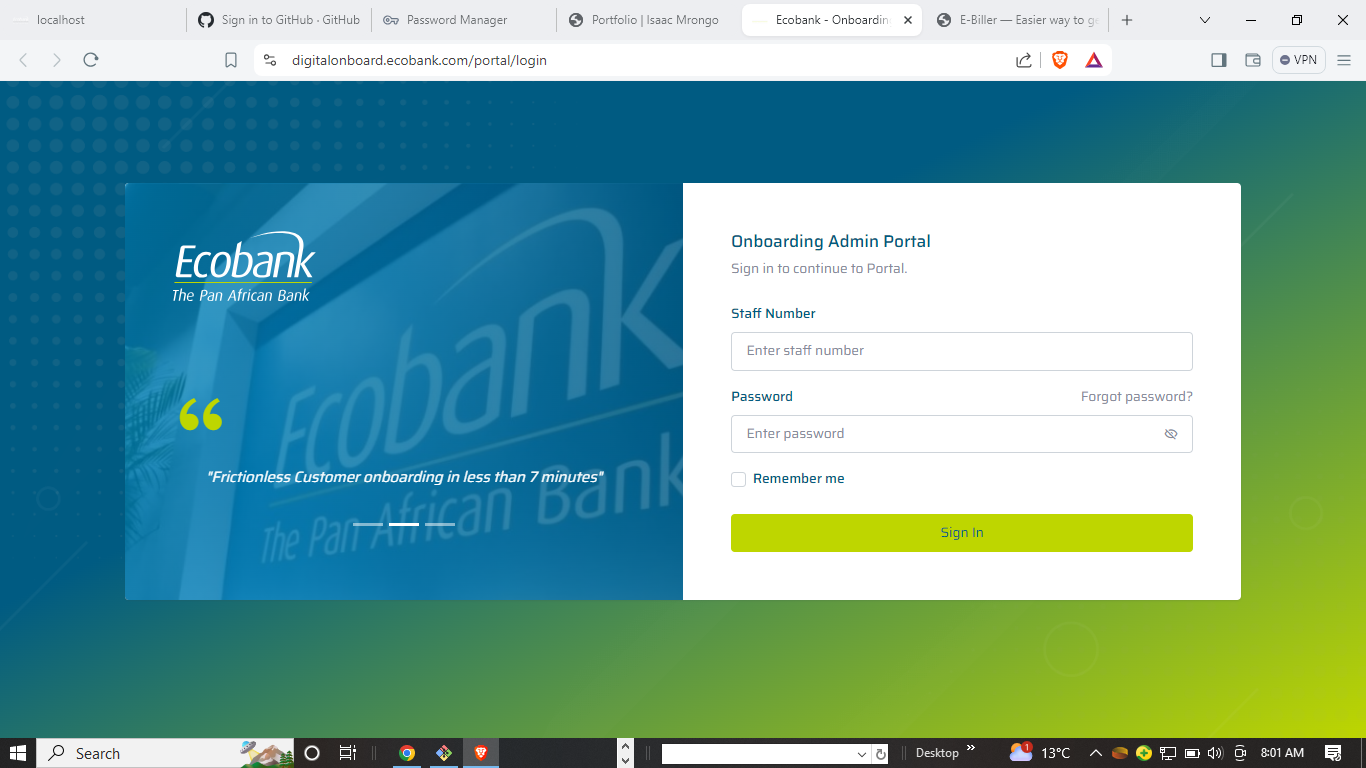 localhost
Sign in to GitHub · GitHub
Password Manager
Portfolio | Isaac Mrongo
Ecobank - Onboardin
E-Biller — Easier way to ge
digitalonboard.ecobank.com/portal/login
VPN
Ecobank
The Pan African Bank
Ecobank
The Pan African Bank
"Frictionless Customer onboarding in less than 7 minutes"
Onboarding Admin Portal
Sign in to continue to Portal.
Staff Number
Enter staff number
Password
Forgot password?
Enter password
Remember me
Sign In
Search
Desktop
1
13°C
8:01 AM